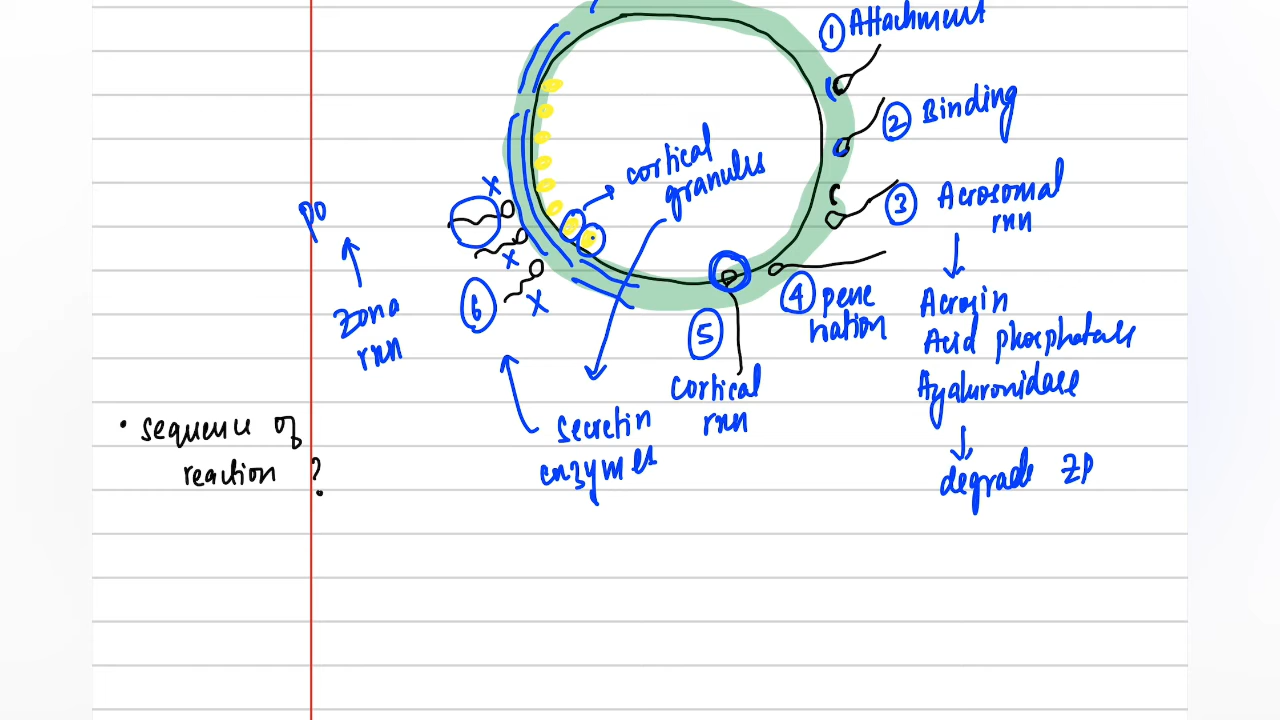 ① Attachment
② Binding
cortical
granules
③ Acrosomal
rxn
④ pene
tration
Acrosin
Acid phosphatase
Hyaluronidase
degrade ZP
⑤
cortical
rxn
Secretin
enzymes
⑥
x
x
x
po
Zona
rxn
• sequence of
reaction ?